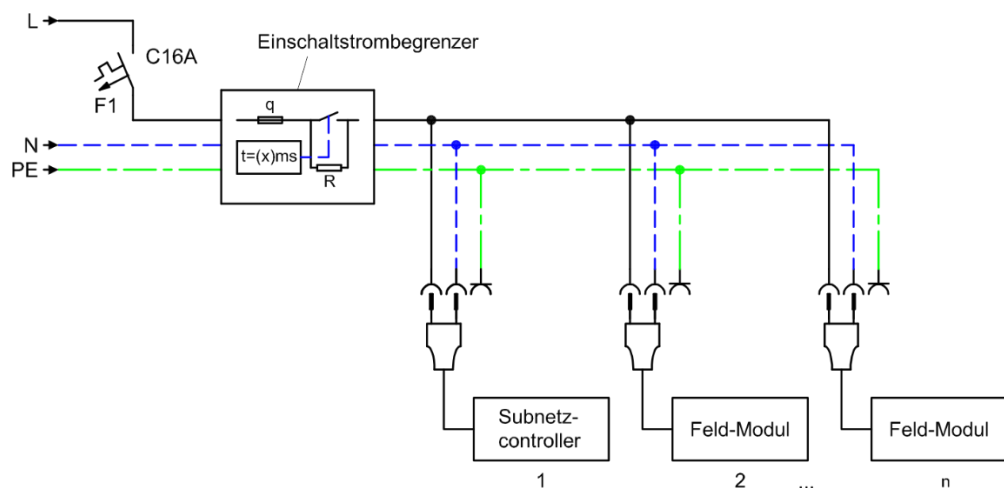 L
C16A
F1
Einschaltstrombegrenzer
q
N
t=(x)ms
PE
R
Subnetz-
controller
Feld-Modul
Feld-Modul
1
2
...
n